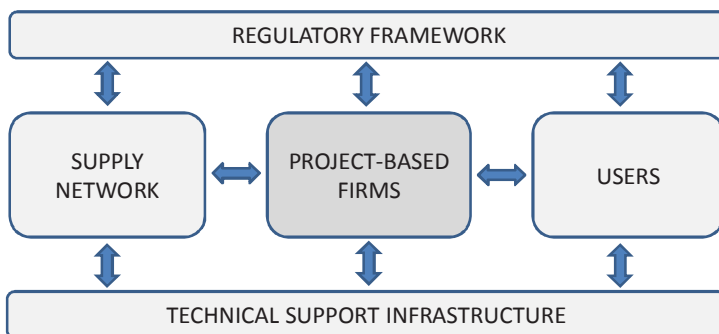 REGULATORY FRAMEWORK
SUPPLY
NETWORK
PROJECT-BASED
FIRMS
USERS
TECHNICAL SUPPORT INFRASTRUCTURE